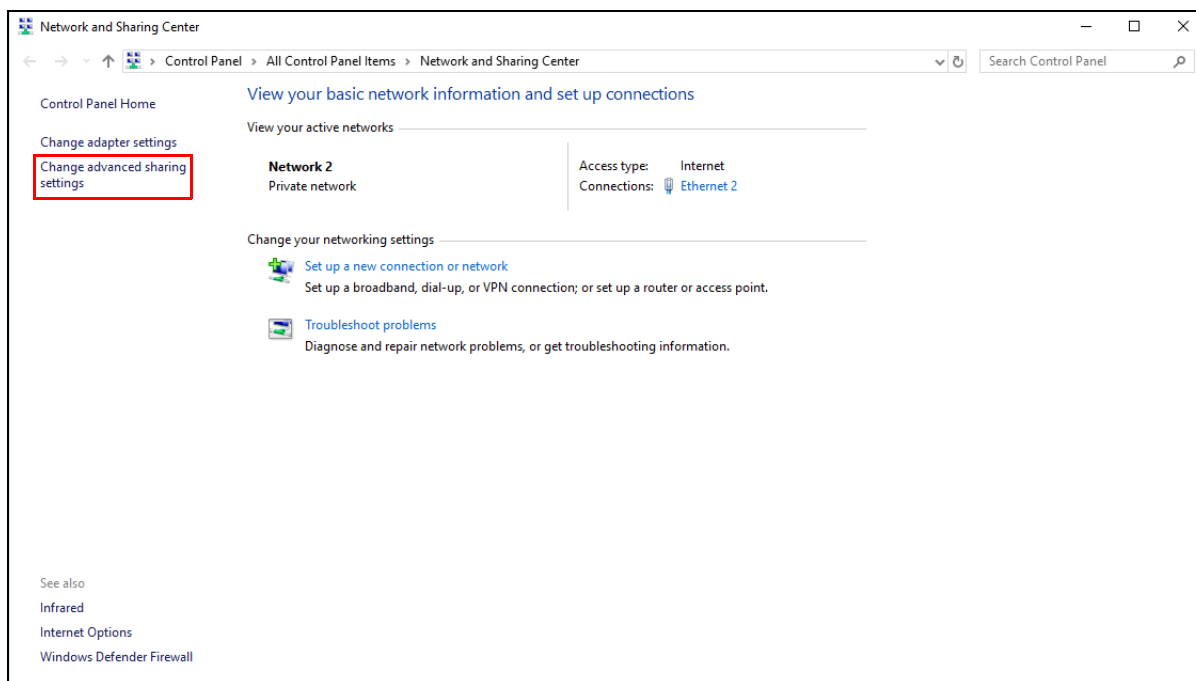 Network and Sharing Center
Control Panel > All Control Panel Items > Network and Sharing Center
Search Control Panel
Control Panel Home
Change adapter settings
Change advanced sharing
settings
View your basic network information and set up connections
View your active networks
Network 2
Private network
Access type: Internet
Connections: Ethernet 2
Change your networking settings
Set up a new connection or network
Set up a broadband, dial-up, or VPN connection; or set up a router or access point.
Troubleshoot problems
Diagnose and repair network problems, or get troubleshooting information.
See also
Infrared
Internet Options
Windows Defender Firewall